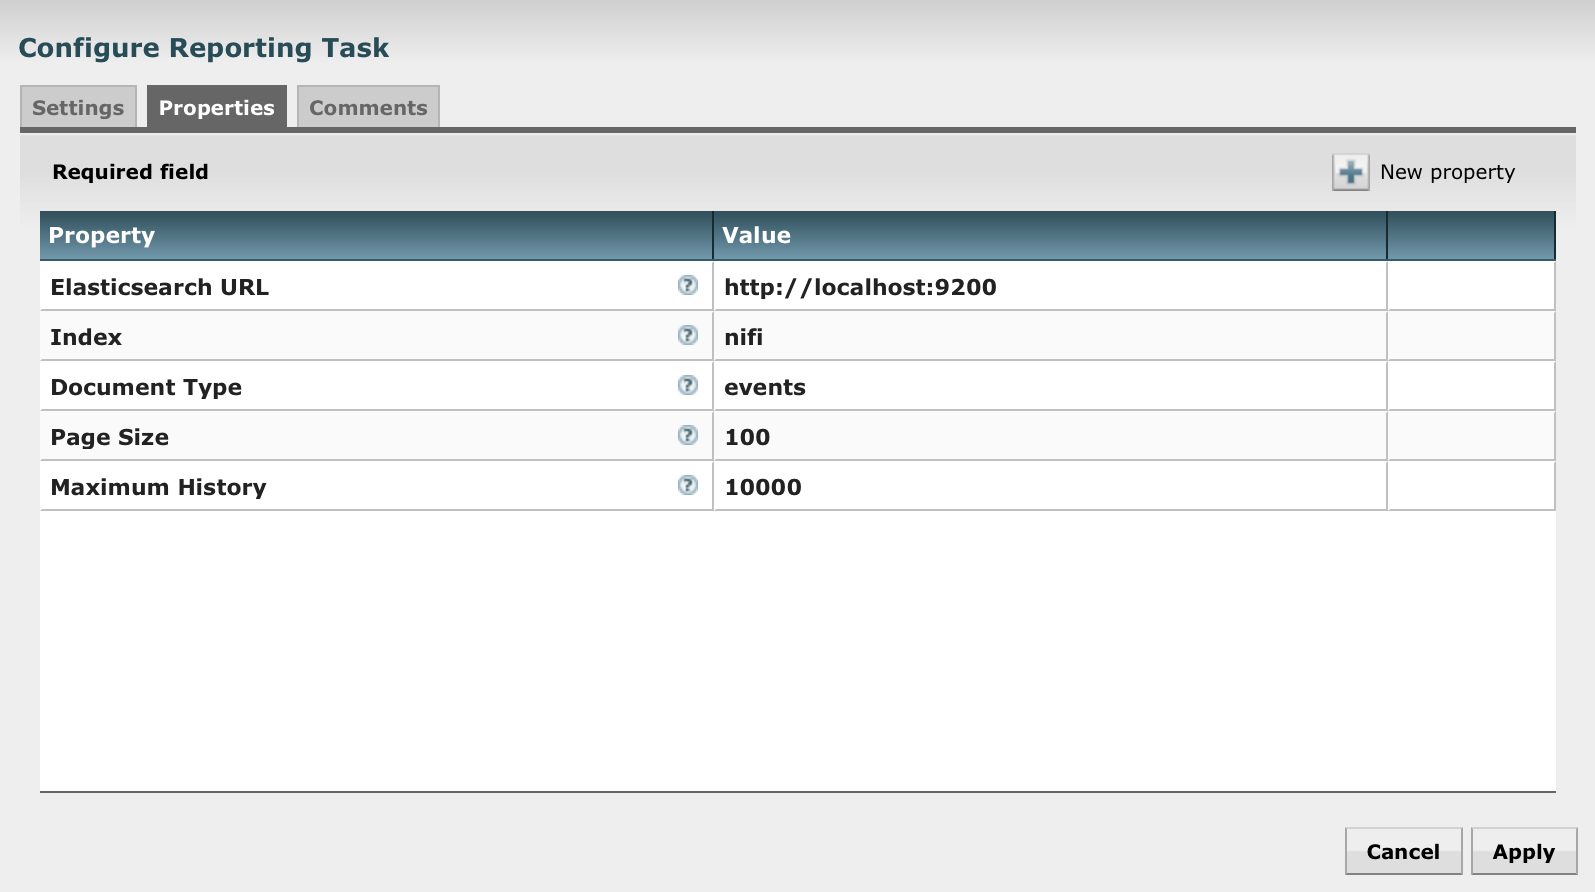 Configure Reporting Task
Settings Properties Comments
Required field New property
Property Value
Elasticsearch URL ? http://localhost:9200
Index ? nifi
Document Type ? events
Page Size ? 100
Maximum History ? 10000
Cancel Apply